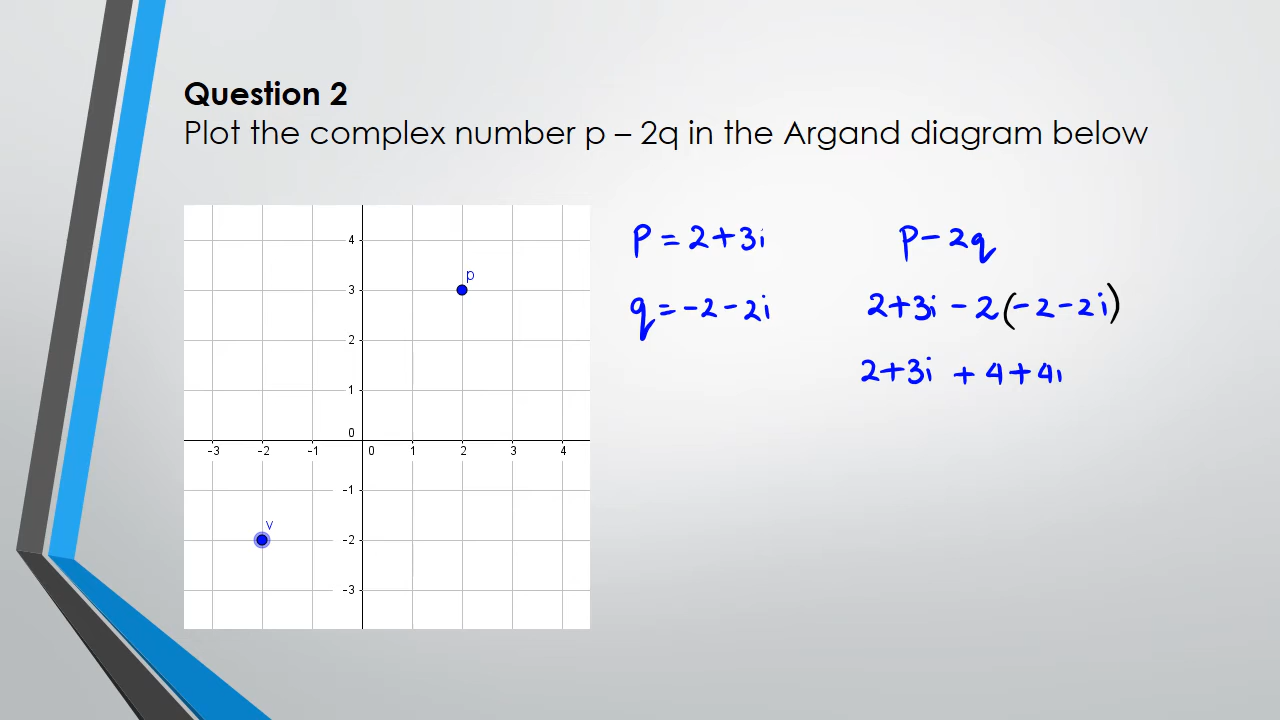 Question 2
Plot the complex number p – 2q in the Argand diagram below
4
p
3
2
1
0
-3 -2 -1 0 1 2 3 4
-1
v
-2
-3
P = 2+3i
q = -2-2i
P - 2q
2+3i - 2(-2-2i)
2+3i + 4+4i